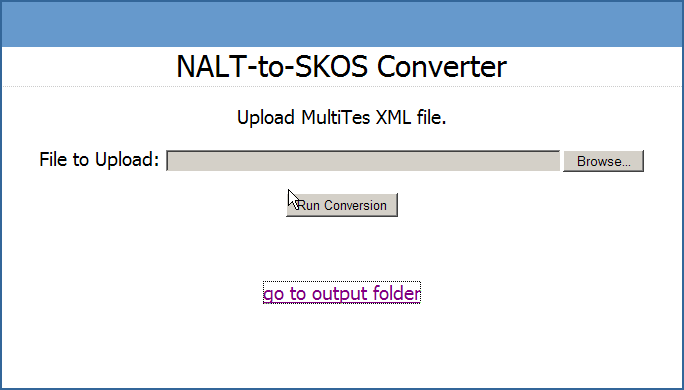 NALT-to-SKOS Converter
Upload MultiTes XML file.
File to Upload: Browse...
Run Conversion
go to output folder